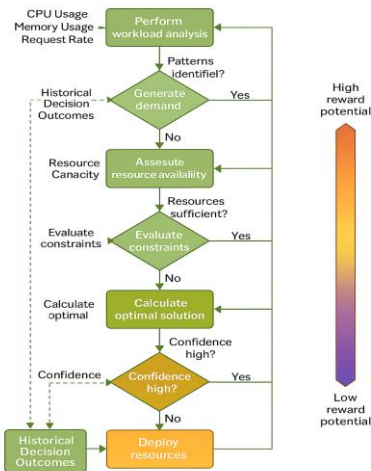 CPU Usage
Memory Usage
Request Rate
Perform
workload analysis
Patterns
identifiel?
Historical
Decision
Outcomes
Generate
demand
Yes
No
Resource
Canacity
Assesute
resource availaliity
Resources
sufficient?
Evaluate
constraints
Evaluate
constraints
Yes
No
Calculate
optimal
Calculate
optimal solution
Confidence
high?
Confidence
Confidence
high?
Yes
No
Historical
Decision
Outcomes
Deploy
resources
High
reward
potential
Low
reward
potential